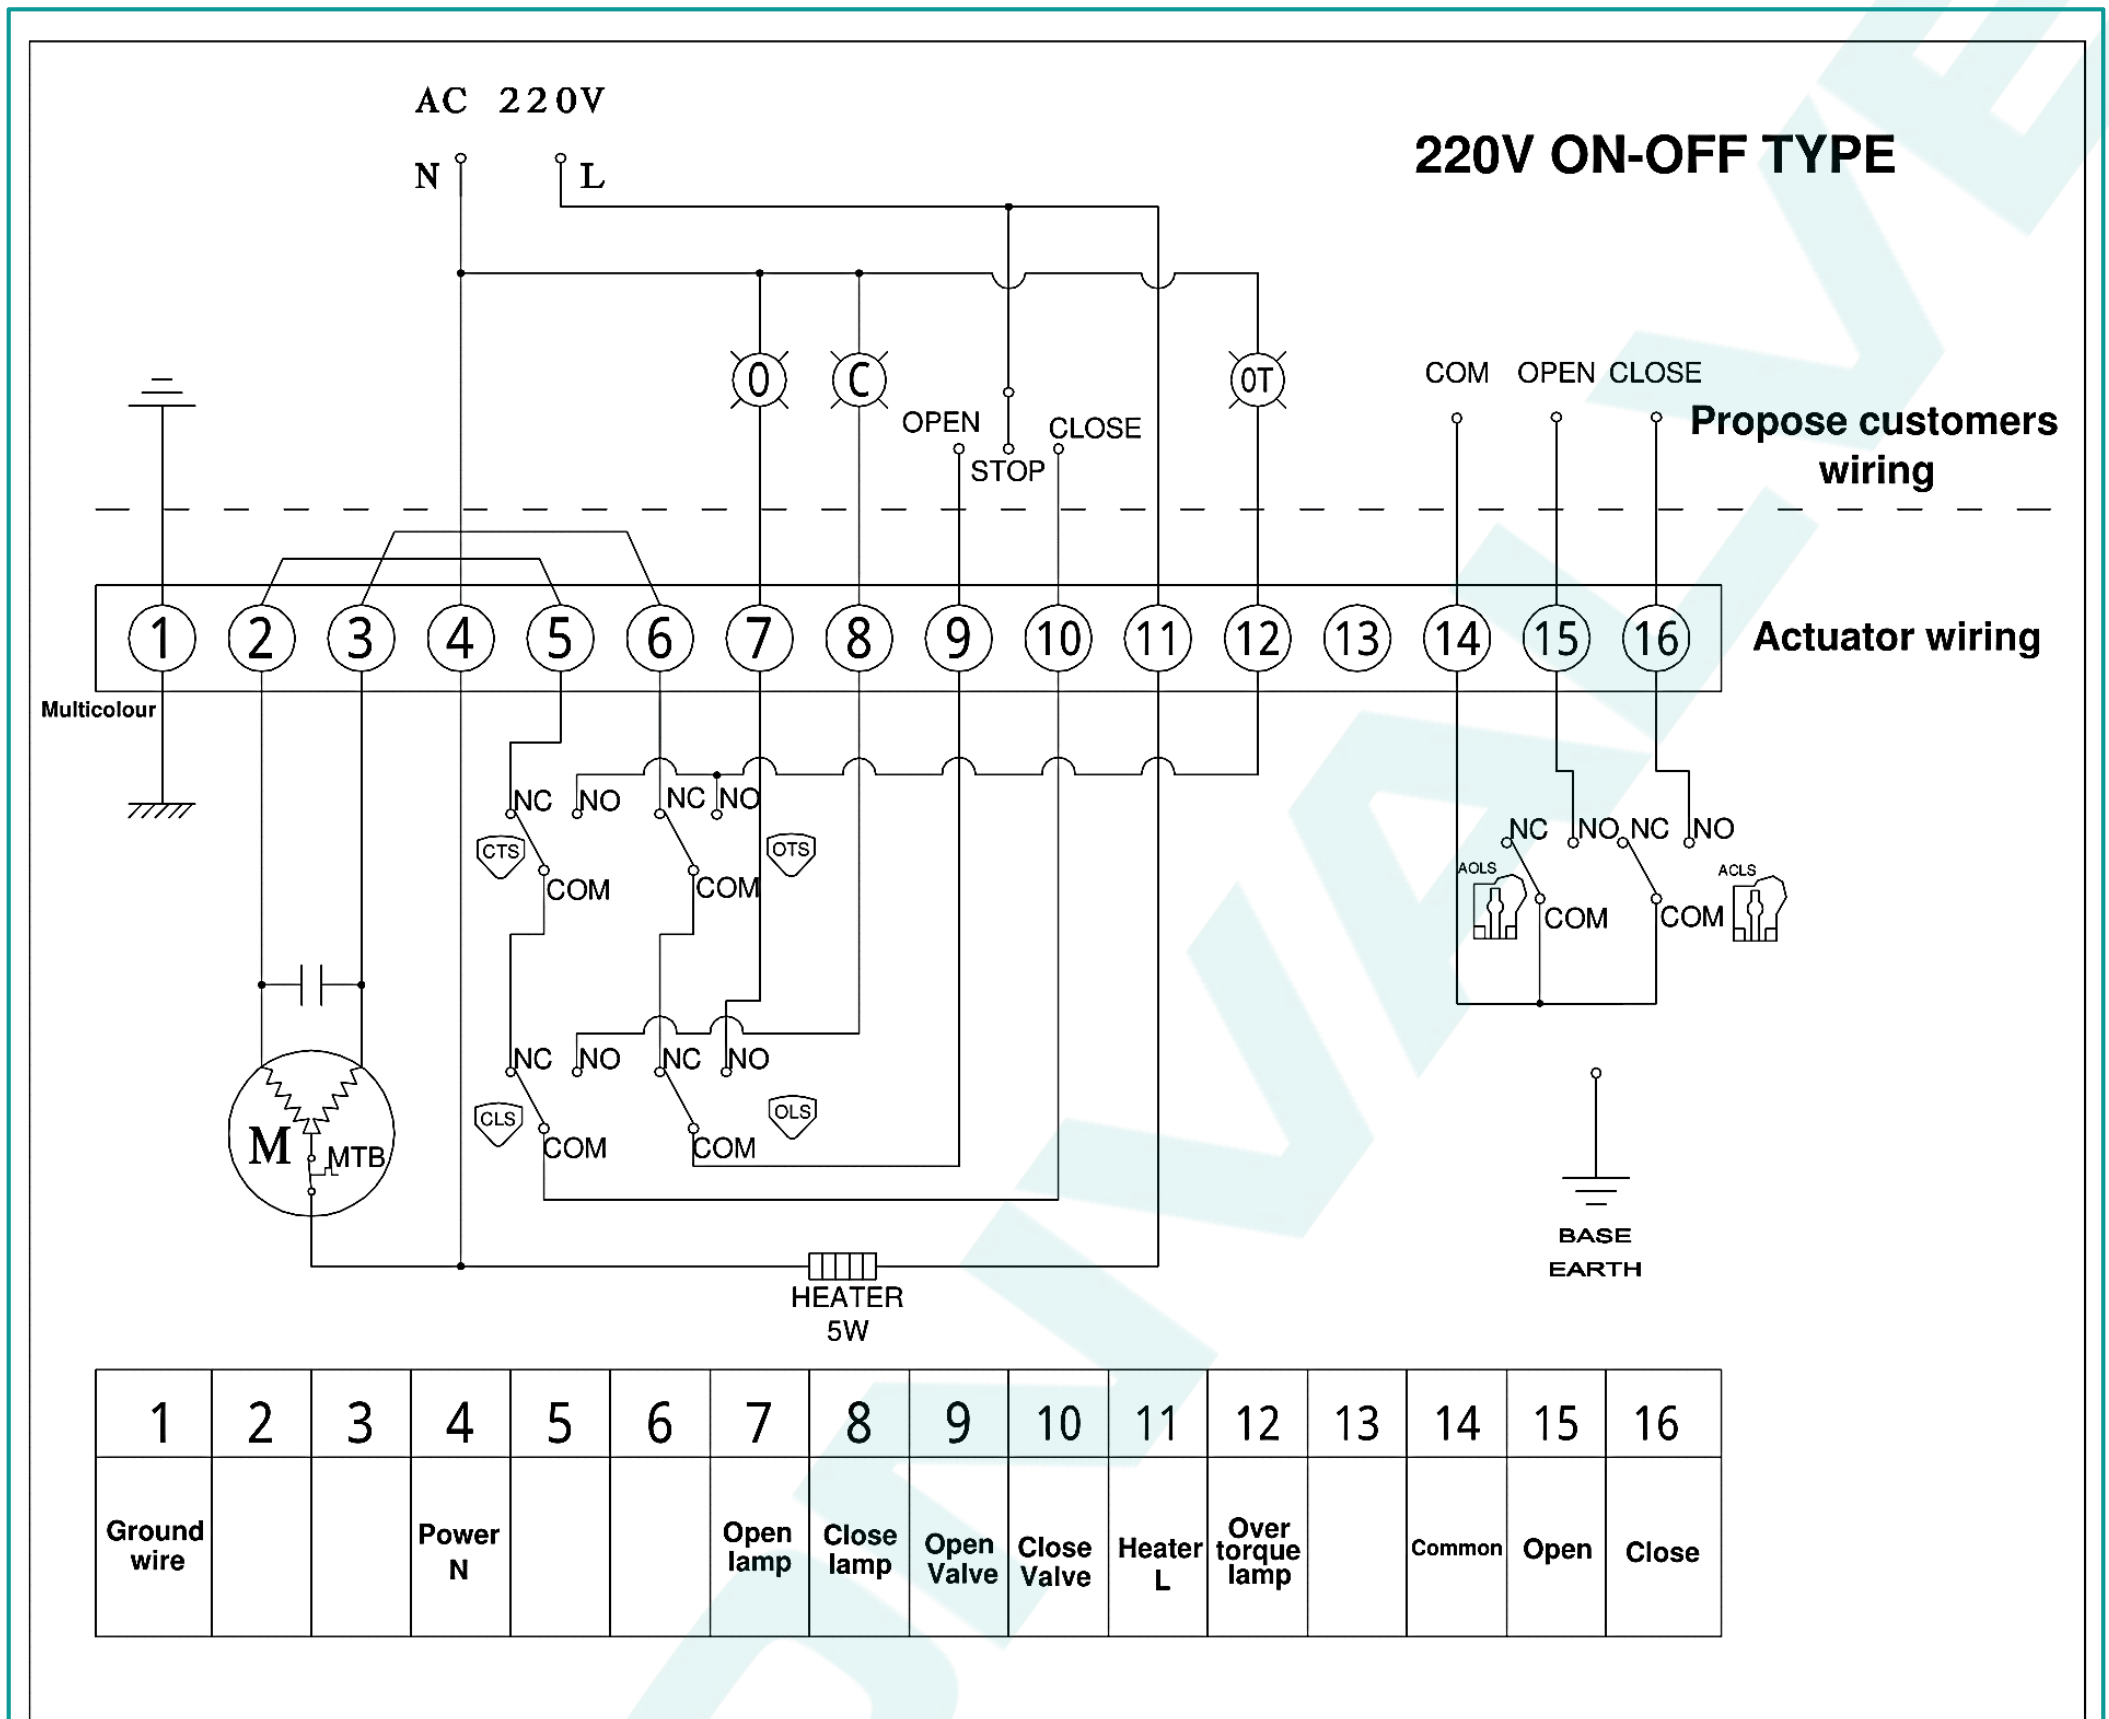 AC 220V
N
L
220V ON-OFF TYPE
O
C
OT
COM OPEN CLOSE
OPEN
STOP
CLOSE
Propose customers
wiring
1 2 3 4 5 6 7 8 9 10 11 12 13 14 15 16
Actuator wiring
Multicolour
NC NO NC NO
CTS
OTS
COM
COM
NC NO NC NO
AOLS
ACLS
COM
COM
NC NO NC NO
CLS
OLS
COM
COM
M
MTB
HEATER
5W
BASE
EARTH
1 2 3 4 5 6 7 8 9 10 11 12 13 14 15 16
Ground
wire
Power
N
Open
lamp
Close
lamp
Open
Valve
Close
Valve
Heater
L
Over
torque
lamp
Common
Open
Close